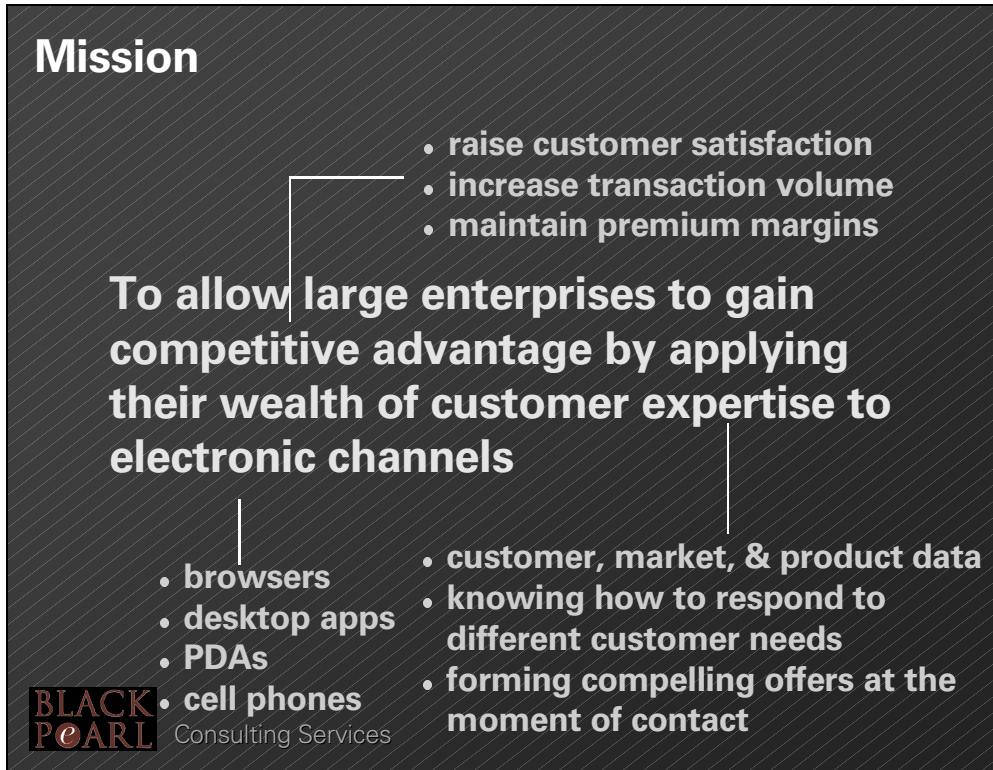 Mission
• raise customer satisfaction
• increase transaction volume
• maintain premium margins
To allow large enterprises to gain
competitive advantage by applying
their wealth of customer expertise to
electronic channels
• browsers
• desktop apps
• PDAs
• cell phones
• customer, market, & product data
• knowing how to respond to
different customer needs
• forming compelling offers at the
moment of contact
BLACK
PeARL
Consulting Services